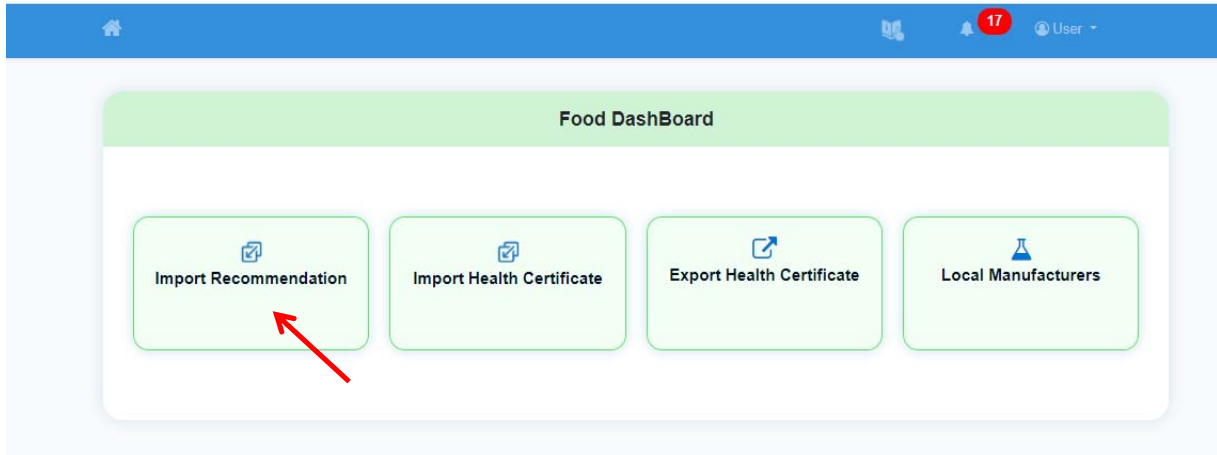 17 User
Food DashBoard
Import Recommendation
Import Health Certificate
Export Health Certificate
Local Manufacturers